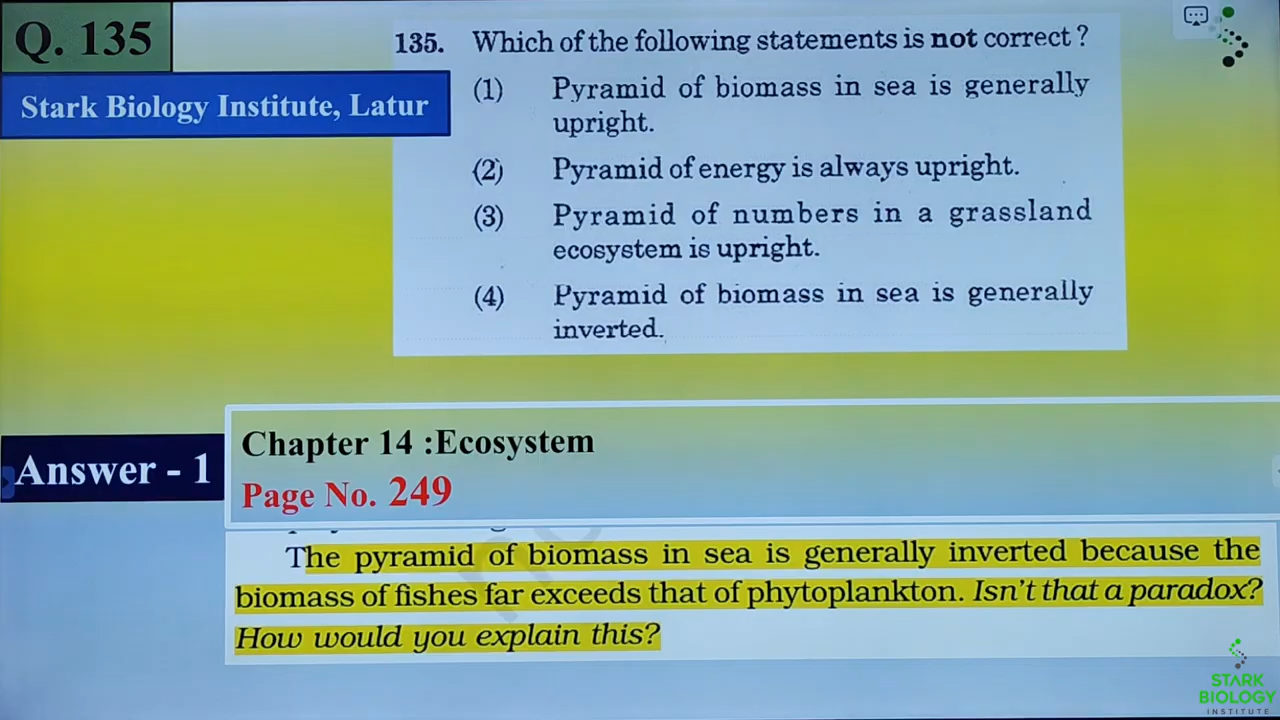 Q. 135
Stark Biology Institute, Latur
135. Which of the following statements is not correct ?
(1) Pyramid of biomass in sea is generally
upright.
(2) Pyramid of energy is always upright.
(3) Pyramid of numbers in a grassland
ecosystem is upright.
(4) Pyramid of biomass in sea is generally
inverted.
Answer - 1
Chapter 14 :Ecosystem
Page No. 249
The pyramid of biomass in sea is generally inverted because the
biomass of fishes far exceeds that of phytoplankton. Isn't that a paradox?
How would you explain this?
STARK
BIOLOGY
INSTITUTE